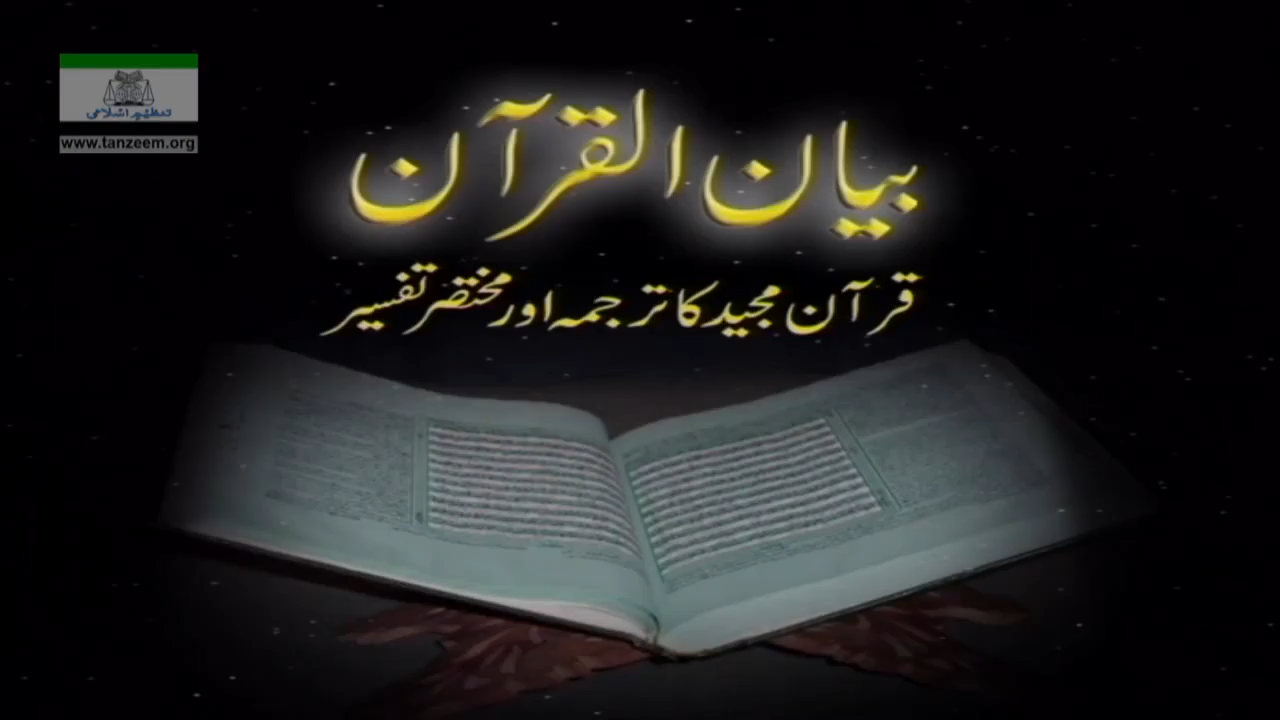 تنظیم اسلامی
www.tanzeem.org
بیان القرآن
قرآن مجید کا ترجمہ اور مختصر تفسیر